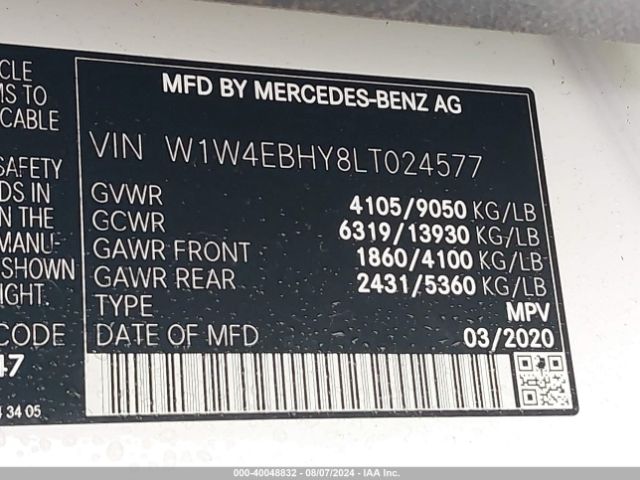 CLE
MS TO
CABLE
SAFETY
DS IN
N THE
MANU-
SHOWN
IGHT.
CODE
47
3405
MFD BY MERCEDES-BENZ AG
VIN W1W4EBHY8LT024577
GVWR 4105/9050 KG/LB
GCWR 6319/13930 KG/LB
GAWR FRONT 1860/4100 KG/LB
GAWR REAR 2431/5360 KG/LB
TYPE MPV
DATE OF MFD 03/2020
000-40048832 - 08/07/2024 - IAA Inc.